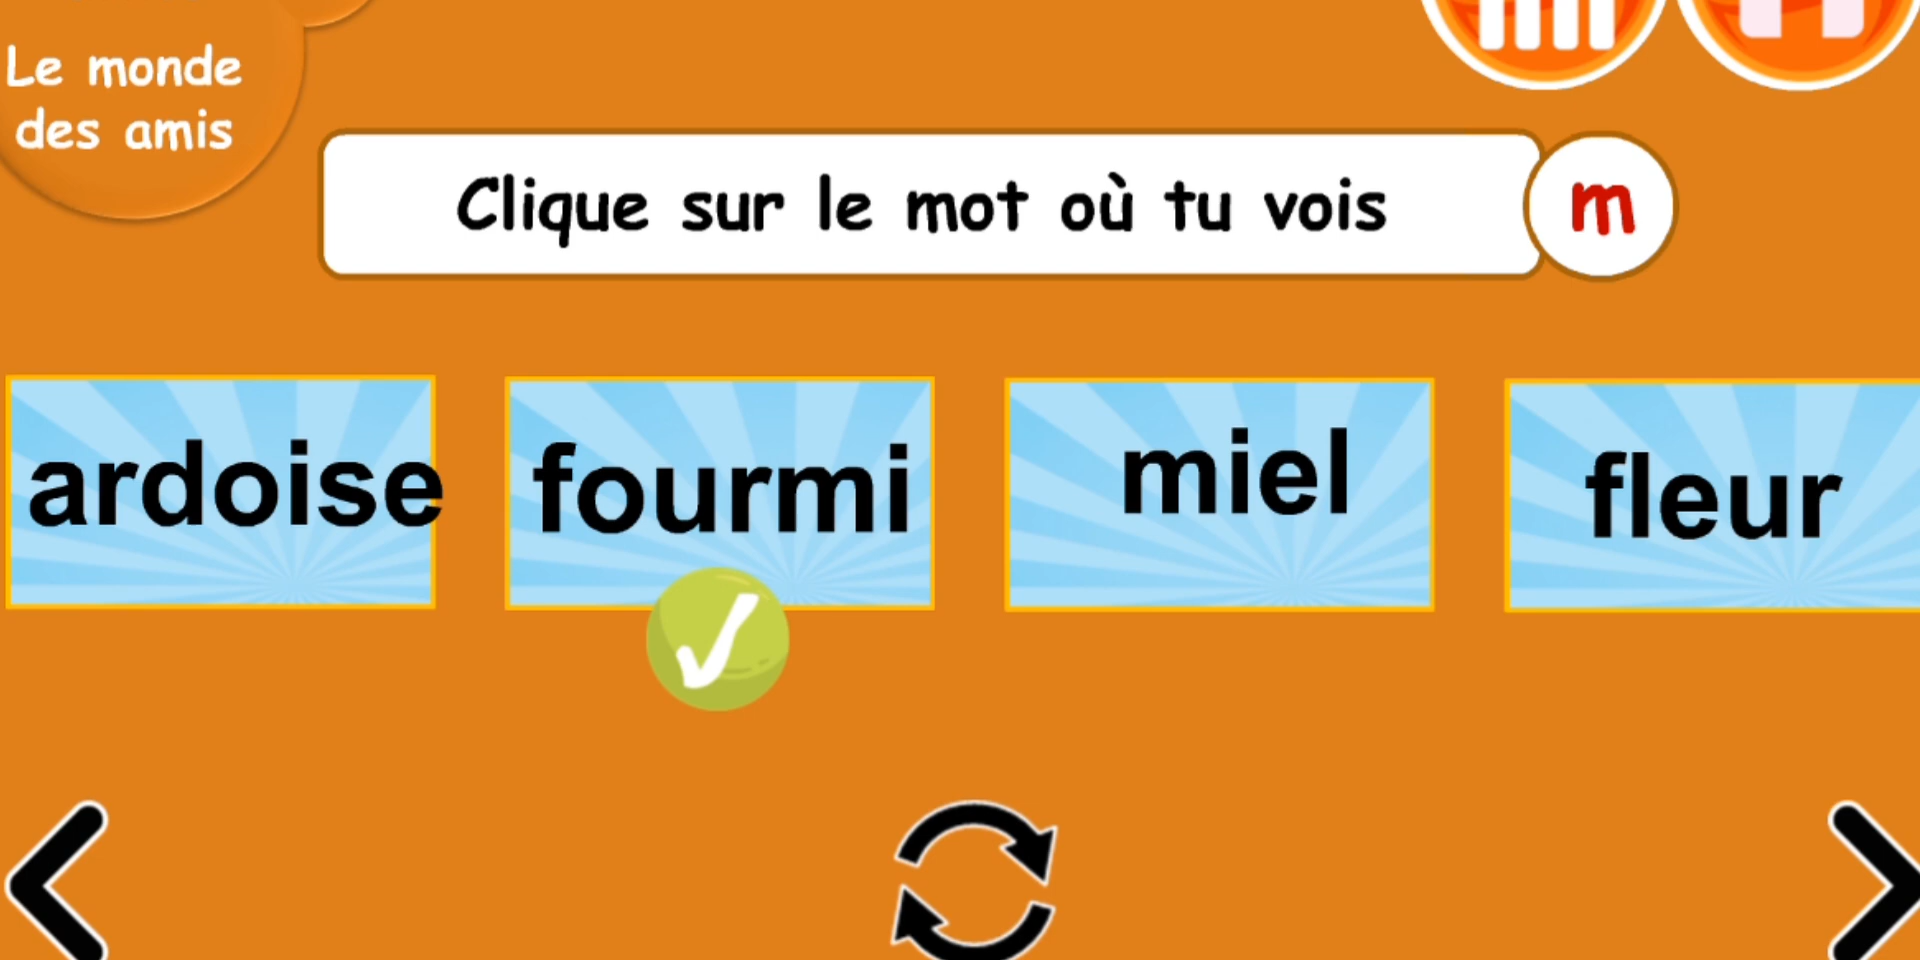 Le monde
des amis
Clique sur le mot où tu vois
m
ardoise
fourmi
miel
fleur